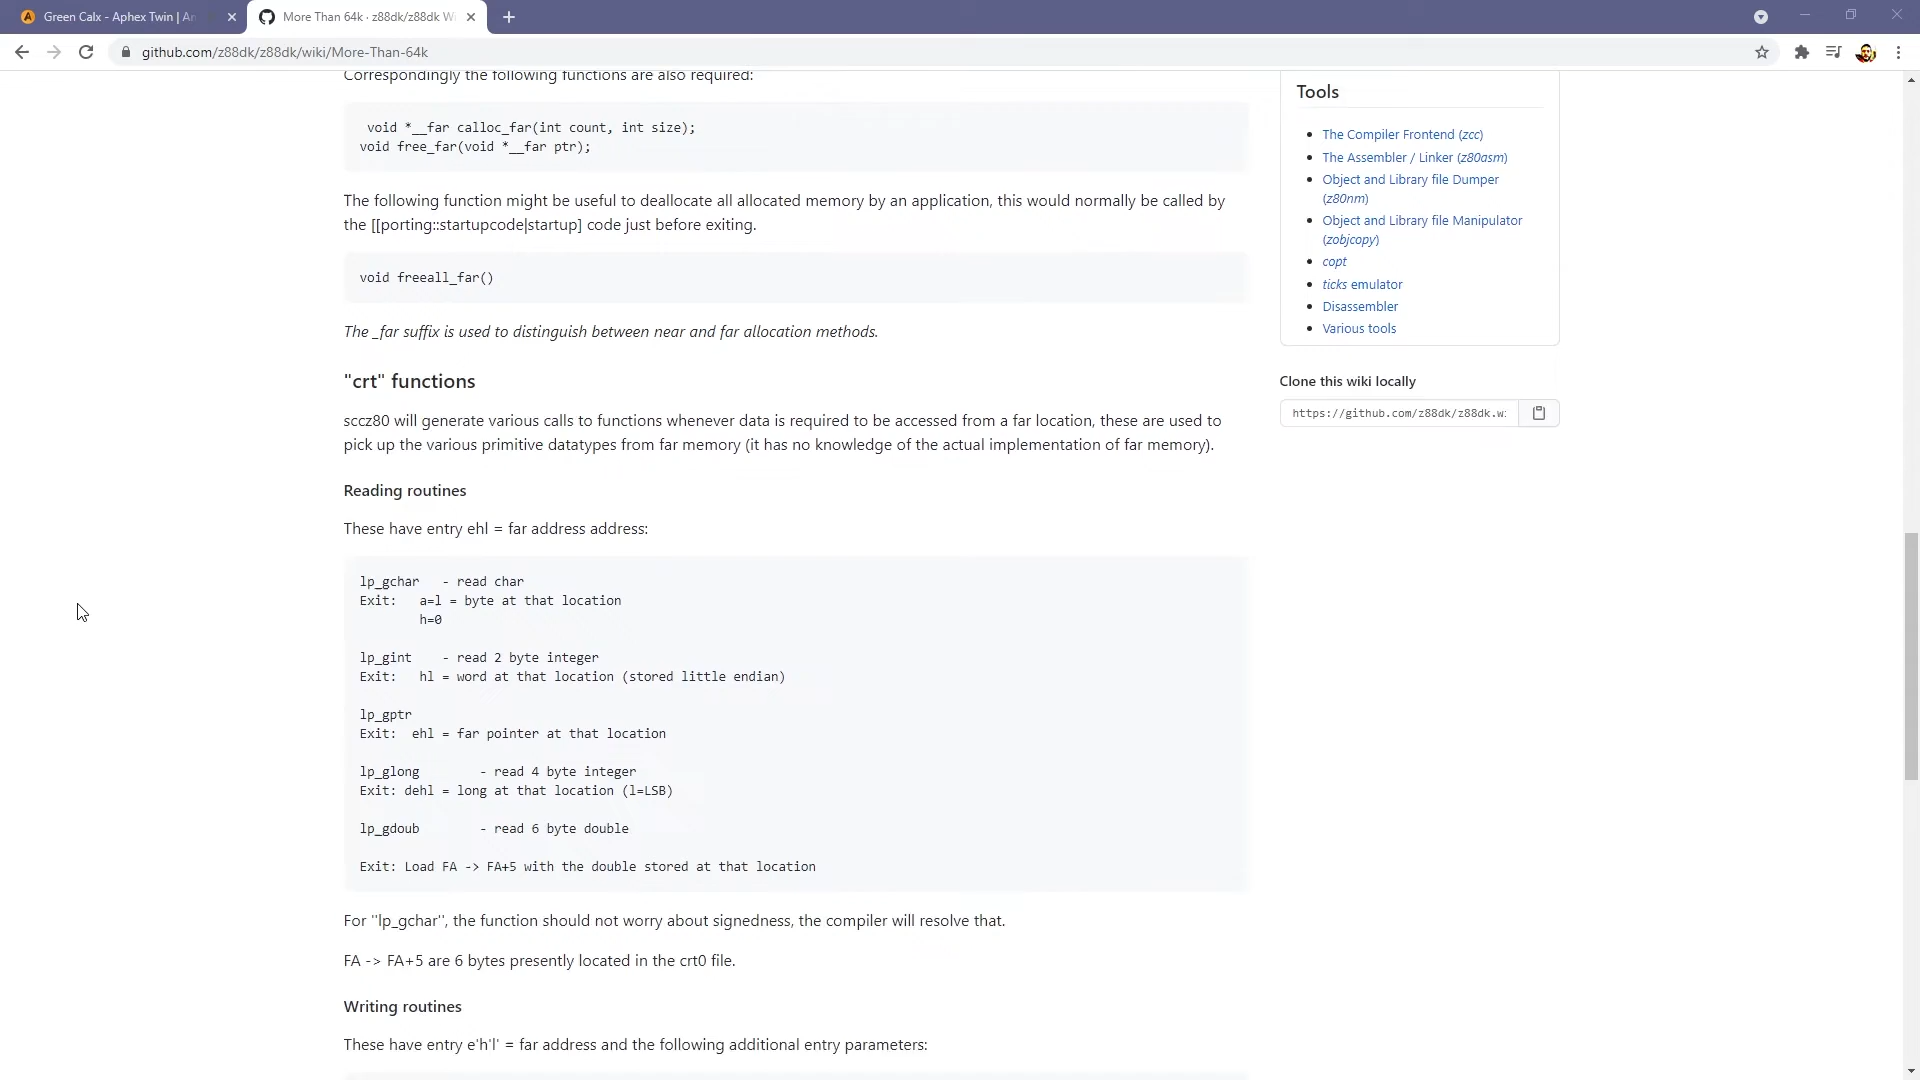 Green Calx - Aphex Twin | An
More Than 64k · z88dk/z88dk Wi
github.com/z88dk/z88dk/wiki/More-Than-64k
Correspondingly the following functions are also required:
void *__far calloc_far(int count, int size);
void free_far(void *__far ptr);
The following function might be useful to deallocate all allocated memory by an application, this would normally be called by
the [[porting::startupcode|startup] code just before exiting.
void freeall_far()
The _far suffix is used to distinguish between near and far allocation methods.
"crt" functions
sccz80 will generate various calls to functions whenever data is required to be accessed from a far location, these are used to
pick up the various primitive datatypes from far memory (it has no knowledge of the actual implementation of far memory).
Reading routines
These have entry ehl = far address address:
lp_gchar   - read char
Exit:   a=l = byte at that location
h=0
lp_gint    - read 2 byte integer
Exit:   hl = word at that location (stored little endian)
lp_gptr
Exit:  ehl = far pointer at that location
lp_glong        - read 4 byte integer
Exit: dehl = long at that location (l=LSB)
lp_gdoub        - read 6 byte double
Exit: Load FA -> FA+5 with the double stored at that location
For ''lp_gchar'', the function should not worry about signedness, the compiler will resolve that.
FA -> FA+5 are 6 bytes presently located in the crt0 file.
Writing routines
These have entry e'h'l' = far address and the following additional entry parameters:
Tools
The Compiler Frontend (zcc)
The Assembler / Linker (z80asm)
Object and Library file Dumper
(z80nm)
Object and Library file Manipulator
(zobjcopy)
copt
ticks emulator
Disassembler
Various tools
Clone this wiki locally
https://github.com/z88dk/z88dk.w